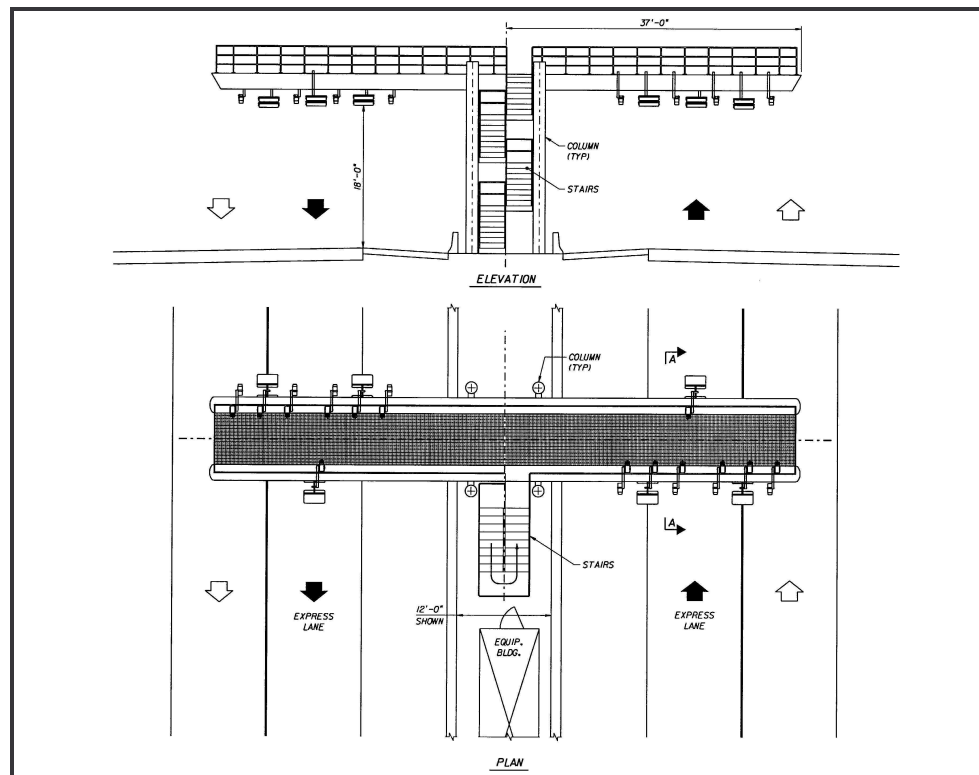 37'-0"
COLUMN
(TYP)
18'-0"
STAIRS
ELEVATION
A
COLUMN
(TYP)
A
STAIRS
12'-0"
SHOWN
EXPRESS
LANE
EXPRESS
LANE
EQUIP.
BLDG.
PLAN